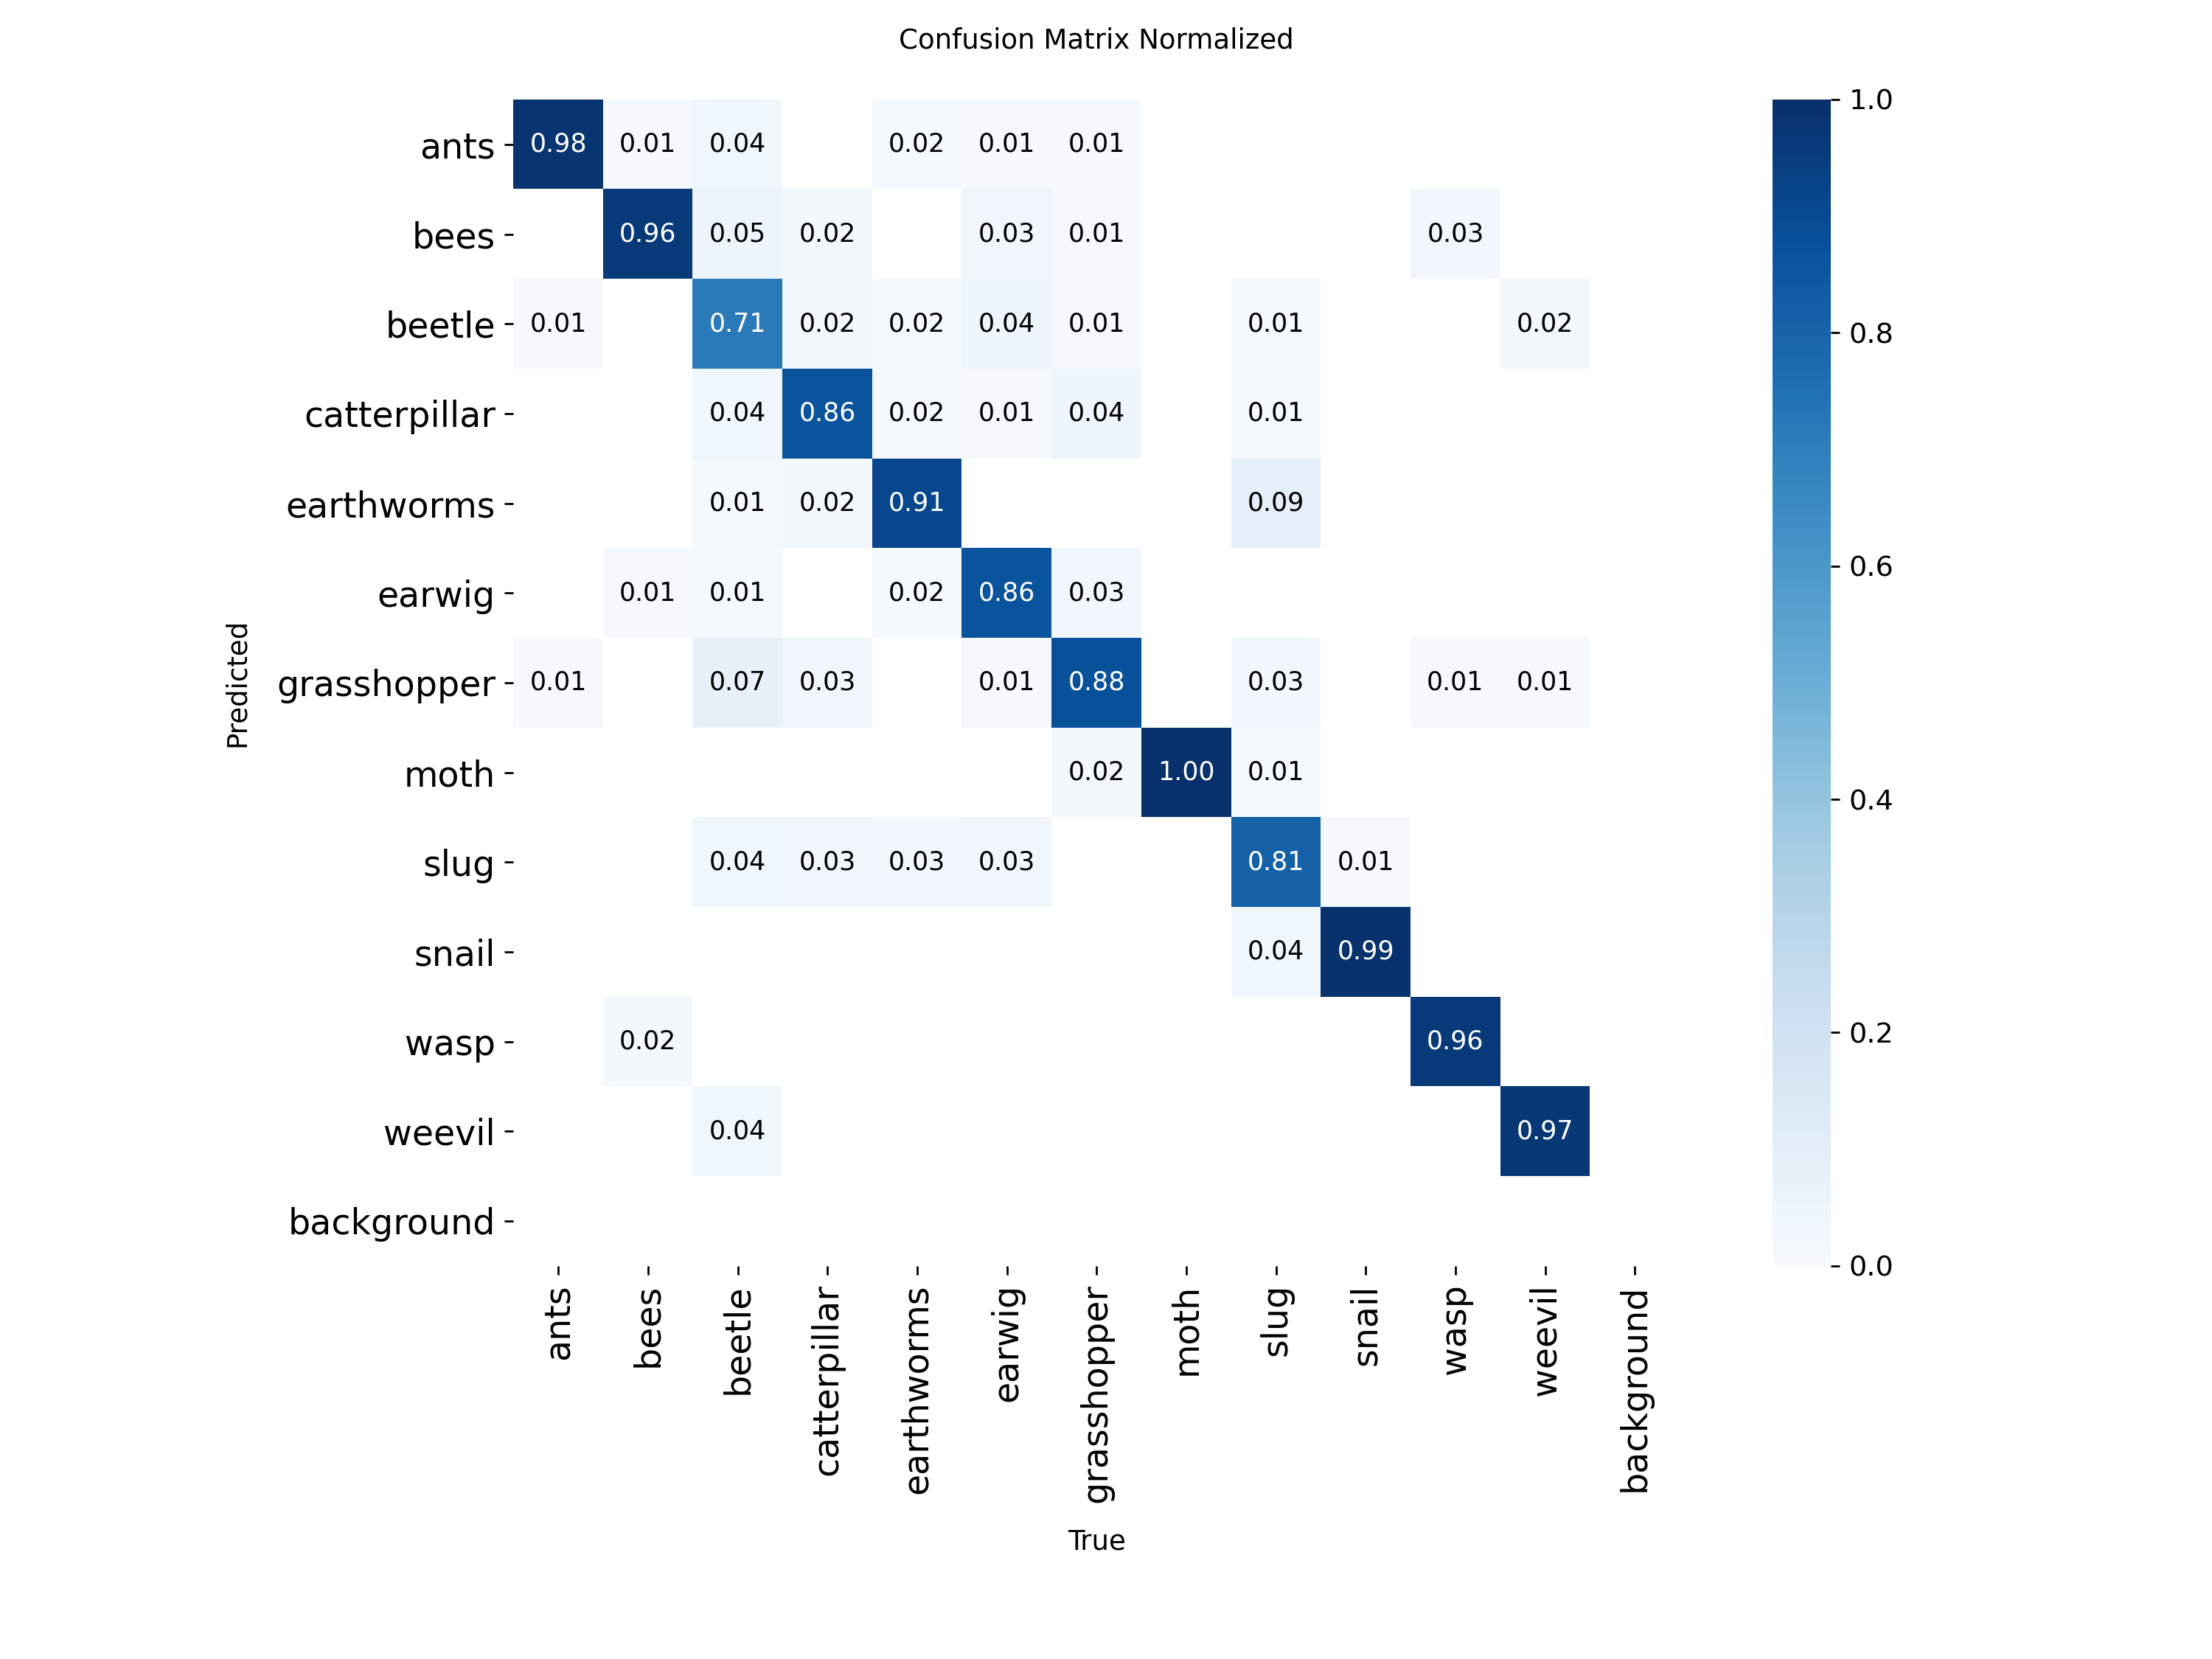 Confusion Matrix Normalized
ants 0.98 0.01 0.04 0.02 0.01 0.01
bees 0.96 0.05 0.02 0.03 0.01 0.03
beetle 0.01 0.71 0.02 0.02 0.04 0.01 0.01 0.02
catterpillar 0.04 0.86 0.02 0.01 0.04 0.01
earthworms 0.01 0.02 0.91 0.09
earwig 0.01 0.01 0.02 0.86 0.03
grasshopper 0.01 0.07 0.03 0.01 0.88 0.03 0.01 0.01
moth 0.02 1.00 0.01
slug 0.04 0.03 0.03 0.03 0.81 0.01
snail 0.04 0.99
wasp 0.02 0.96
weevil 0.04 0.97
background
Predicted
ants bees beetle catterpillar earthworms earwig grasshopper moth slug snail wasp weevil background
True
1.0
0.8
0.6
0.4
0.2
0.0